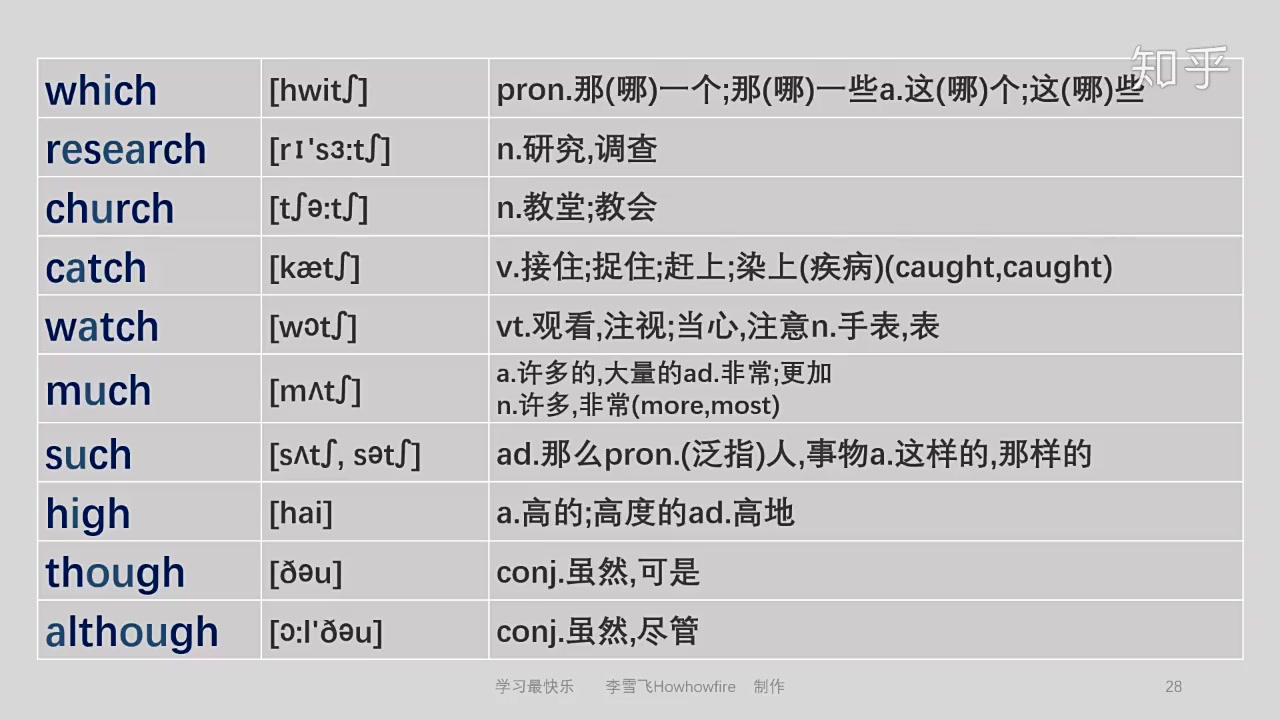 知乎
which [hwitʃ] pron.那(哪)一个;那(哪)一些a.这(哪)个;这(哪)些
research [rɪ'sɜ:tʃ] n.研究,调查
church [tʃə:tʃ] n.教堂;教会
catch [kætʃ] v.接住;捉住;赶上;染上(疾病)(caught,caught)
watch [wɔtʃ] vt.观看,注视;当心,注意n.手表,表
much [mʌtʃ] a.许多的,大量的ad.非常;更加
n.许多,非常(more,most)
such [sʌtʃ, sətʃ] ad.那么pron.(泛指)人,事物a.这样的,那样的
high [hai] a.高的;高度的ad.高地
though [ðəu] conj.虽然,可是
although [ɔ:l'ðəu] conj.虽然,尽管
学习最快乐 李雪飞Howhowfire 制作 28